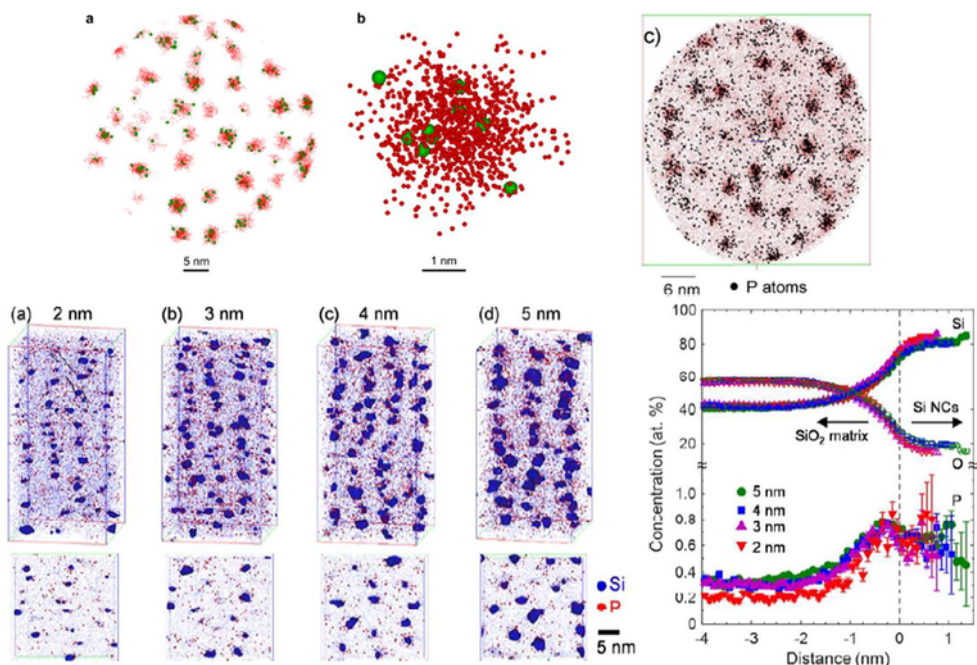 a
b
c)
5 nm
1 nm
6 nm
● P atoms
(a) 2 nm
(b) 3 nm
(c) 4 nm
(d) 5 nm
Si
P
5 nm
100
80
60
40
20
1.0
0.8
0.6
0.4
0.2
0
Concentration (at. %)
Si
Si NCs
SiO₂ matrix
O
P
5 nm
4 nm
3 nm
2 nm
-4 -3 -2 -1 0 1
Distance (nm)